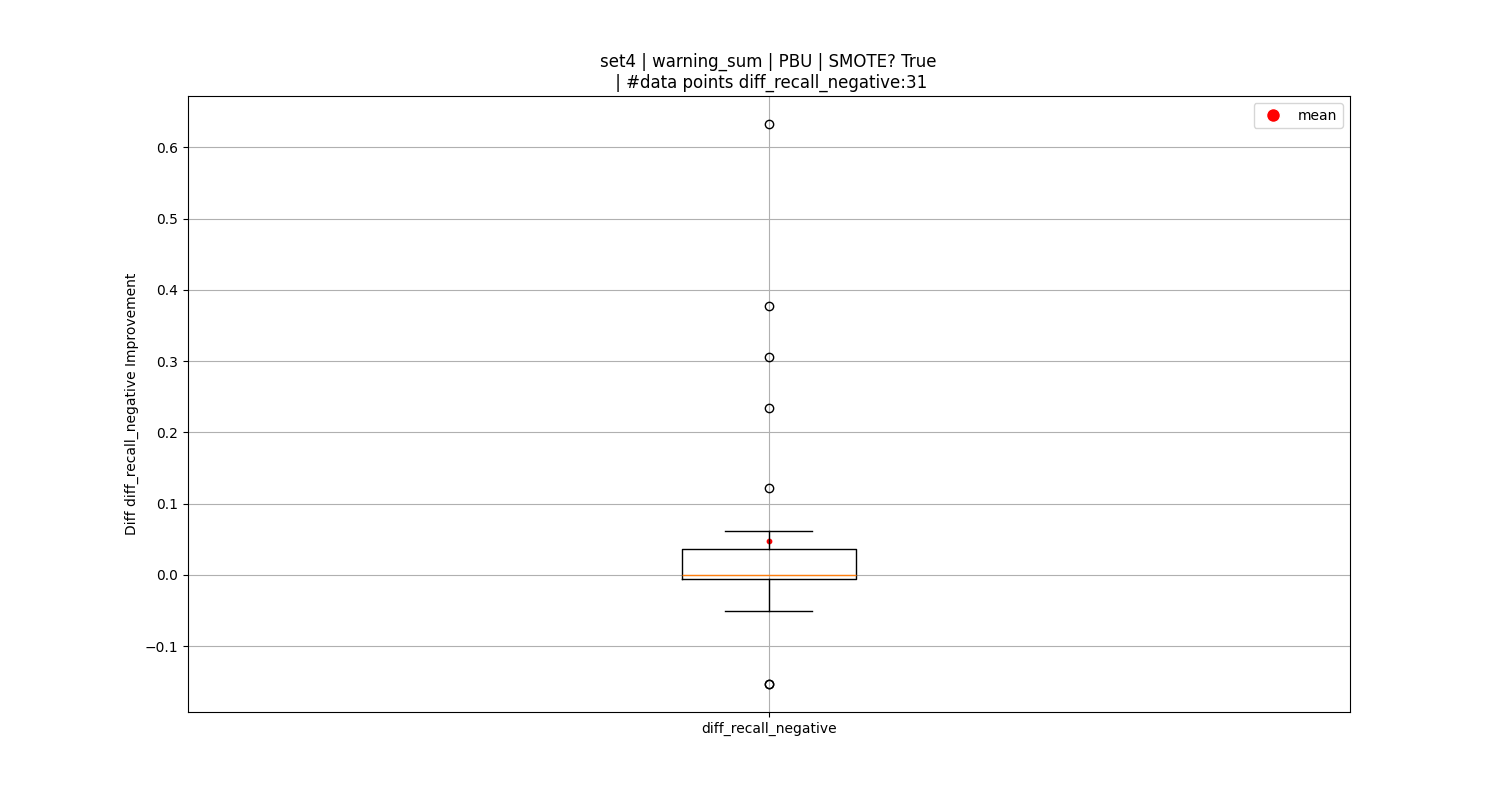 set4 | warning_sum | PBU | SMOTE? True
| #data points diff_recall_negative:31
mean
0.6
0.5
0.4
0.3
0.2
0.1
0.0
−0.1
Diff diff_recall_negative Improvement
diff_recall_negative